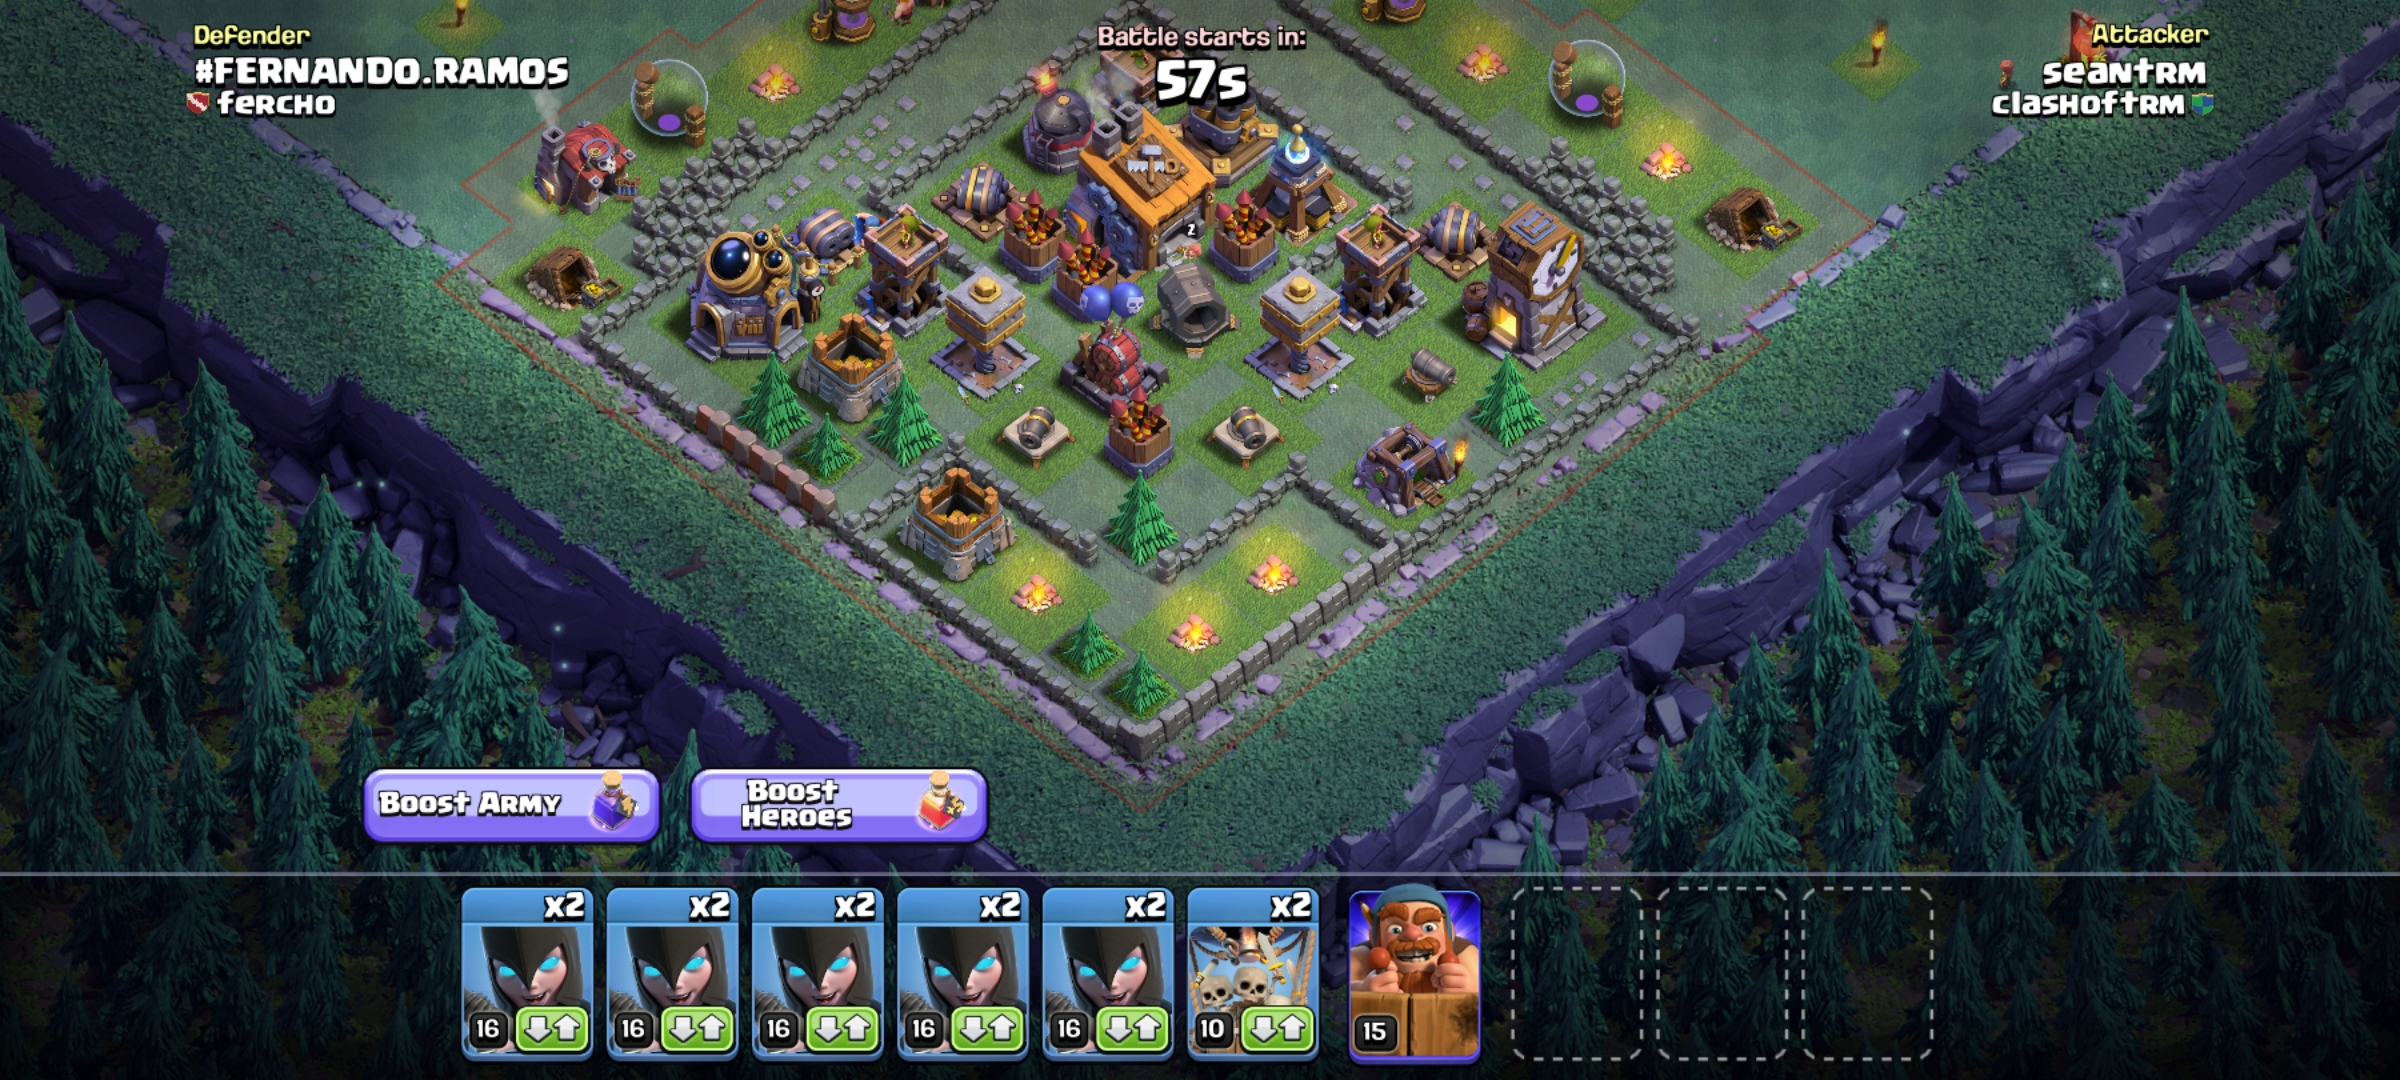 Defender
#FERNANDO.RAMOS
fercho
Battle starts in:
57s
Attacker
seantrm
clashoftrm
z
Boost Army
Boost
Heroes
x2
x2
x2
x2
x2
x2
16
16
16
16
16
10
15